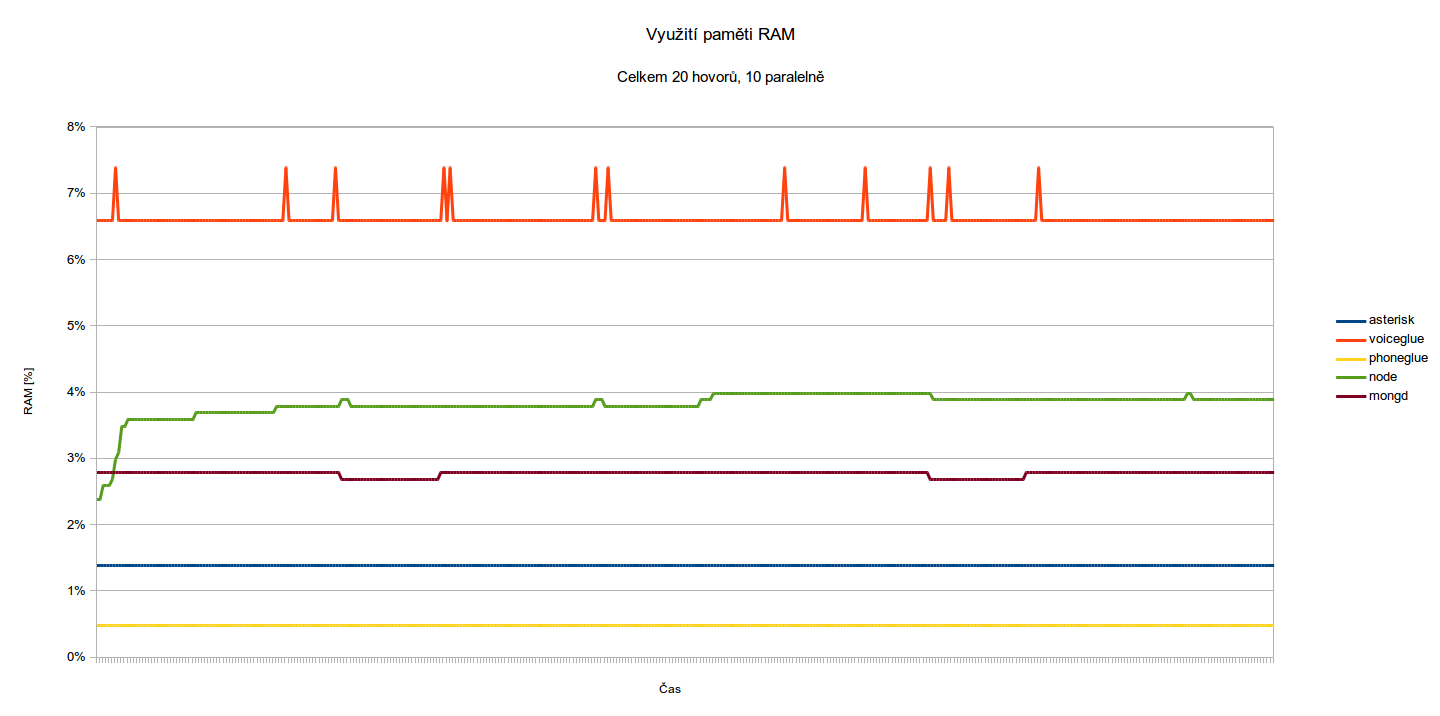 Využití paměti RAM
Celkem 20 hovorů, 10 paralelně
8%
7%
6%
5%
4%
3%
2%
1%
0%
RAM [%]
Čas
asterisk
voiceglue
phoneglue
node
mongd